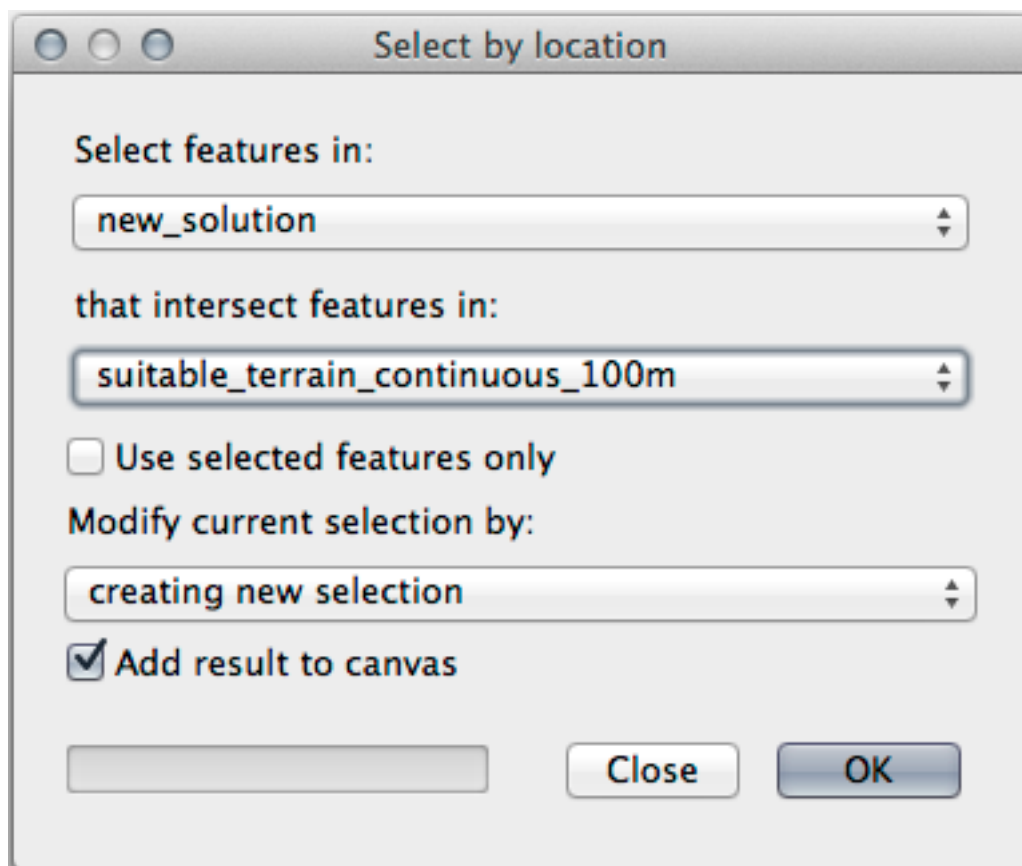 Select by location
Select features in:
new_solution
that intersect features in:
suitable_terrain_continuous_100m
Use selected features only
Modify current selection by:
creating new selection
Add result to canvas
Close
OK